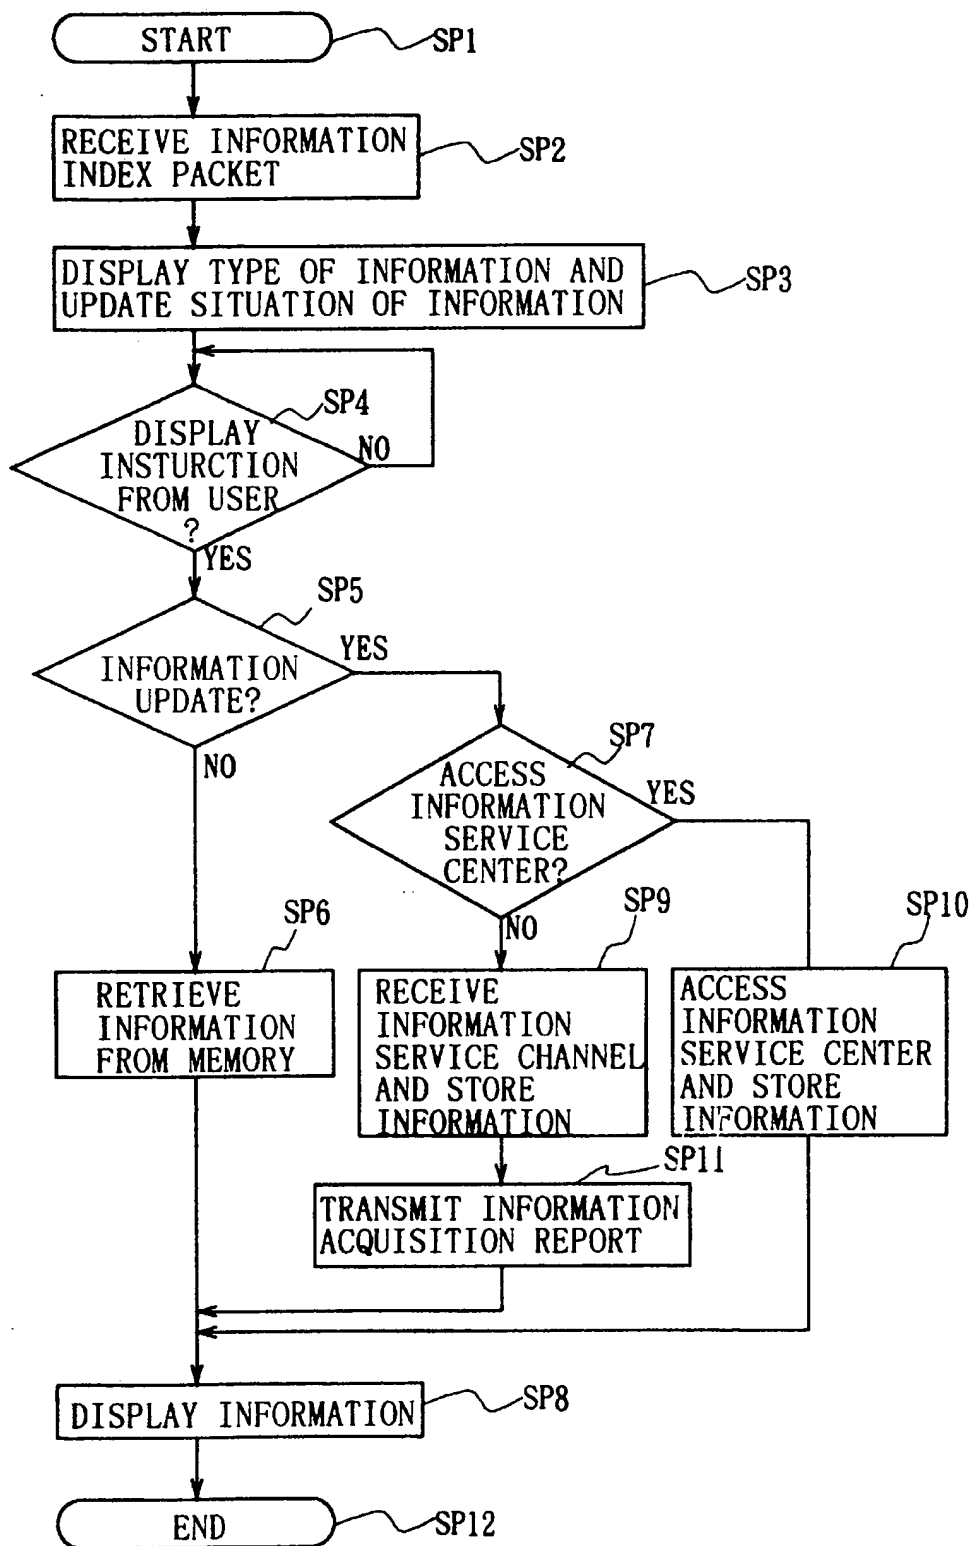 START
SP1
RECEIVE INFORMATION
INDEX PACKET
SP2
DISPLAY TYPE OF INFORMATION AND
UPDATE SITUATION OF INFORMATION
SP3
SP4
DISPLAY
INSTURCTION
FROM USER
?
NO
YES
SP5
INFORMATION
UPDATE?
YES
NO
SP7
ACCESS
INFORMATION
SERVICE
CENTER?
YES
NO
SP6
RETRIEVE
INFORMATION
FROM MEMORY
SP9
RECEIVE
INFORMATION
SERVICE CHANNEL
AND STORE
INFORMATION
SP10
ACCESS
INFORMATION
SERVICE CENTER
AND STORE
INFORMATION
SP11
TRANSMIT INFORMATION
ACQUISITION REPORT
DISPLAY INFORMATION
SP8
END
SP12